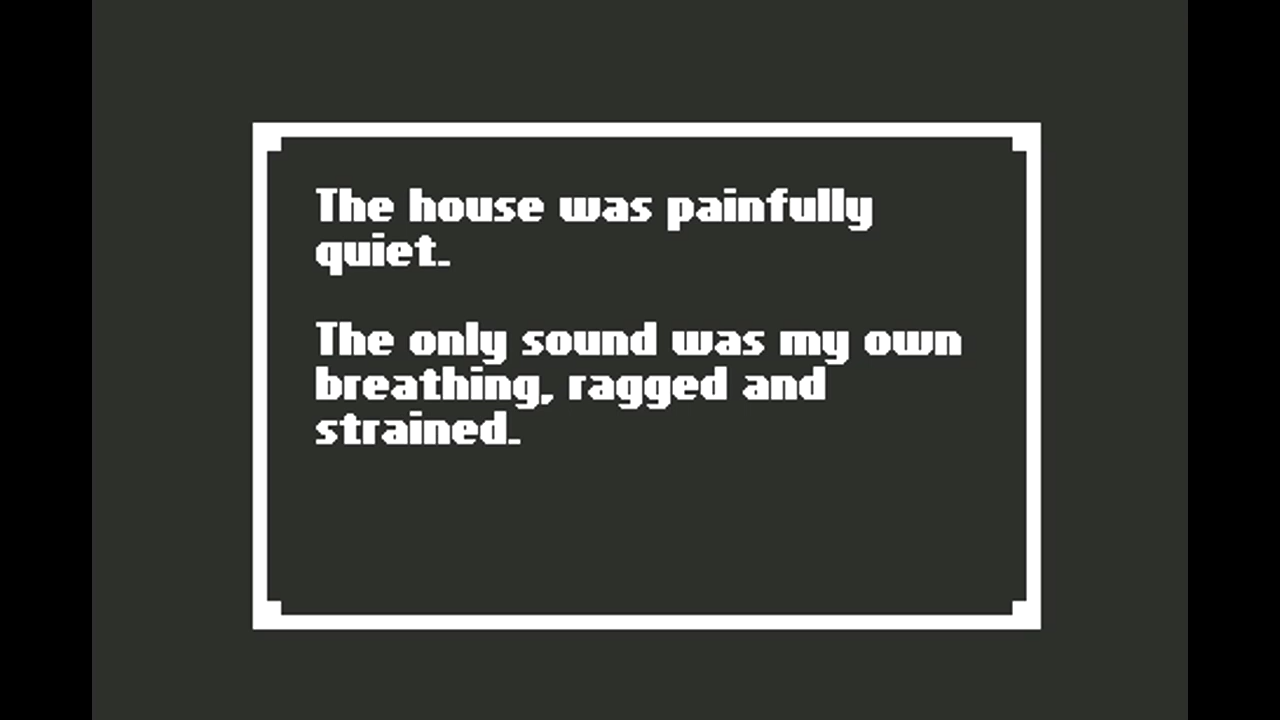 The house was painfully
quiet.
The only sound was my own
breathing, ragged and
strained.